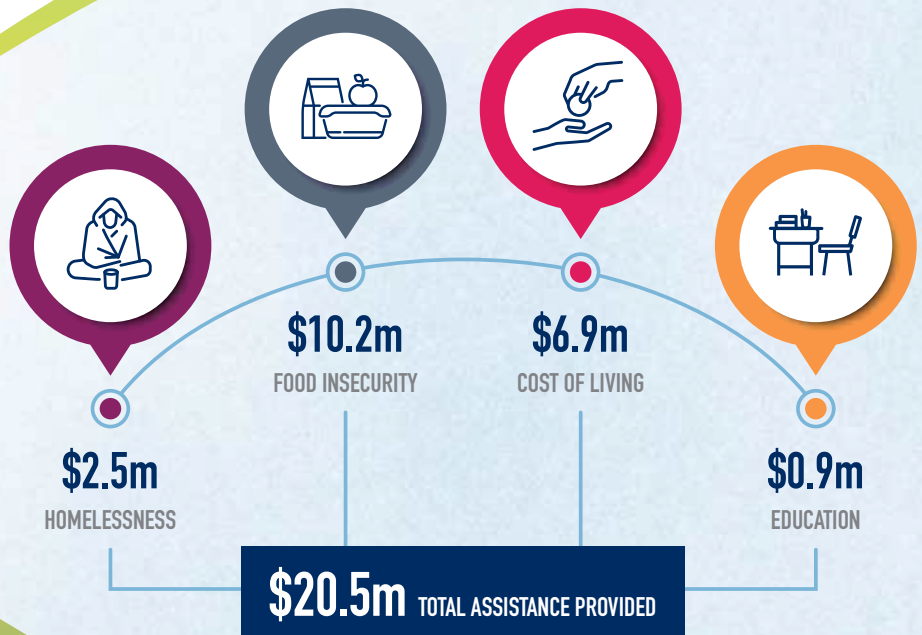 $10.2m
FOOD INSECURITY
$6.9m
COST OF LIVING
$2.5m
HOMELESSNESS
$0.9m
EDUCATION
$20.5m TOTAL ASSISTANCE PROVIDED